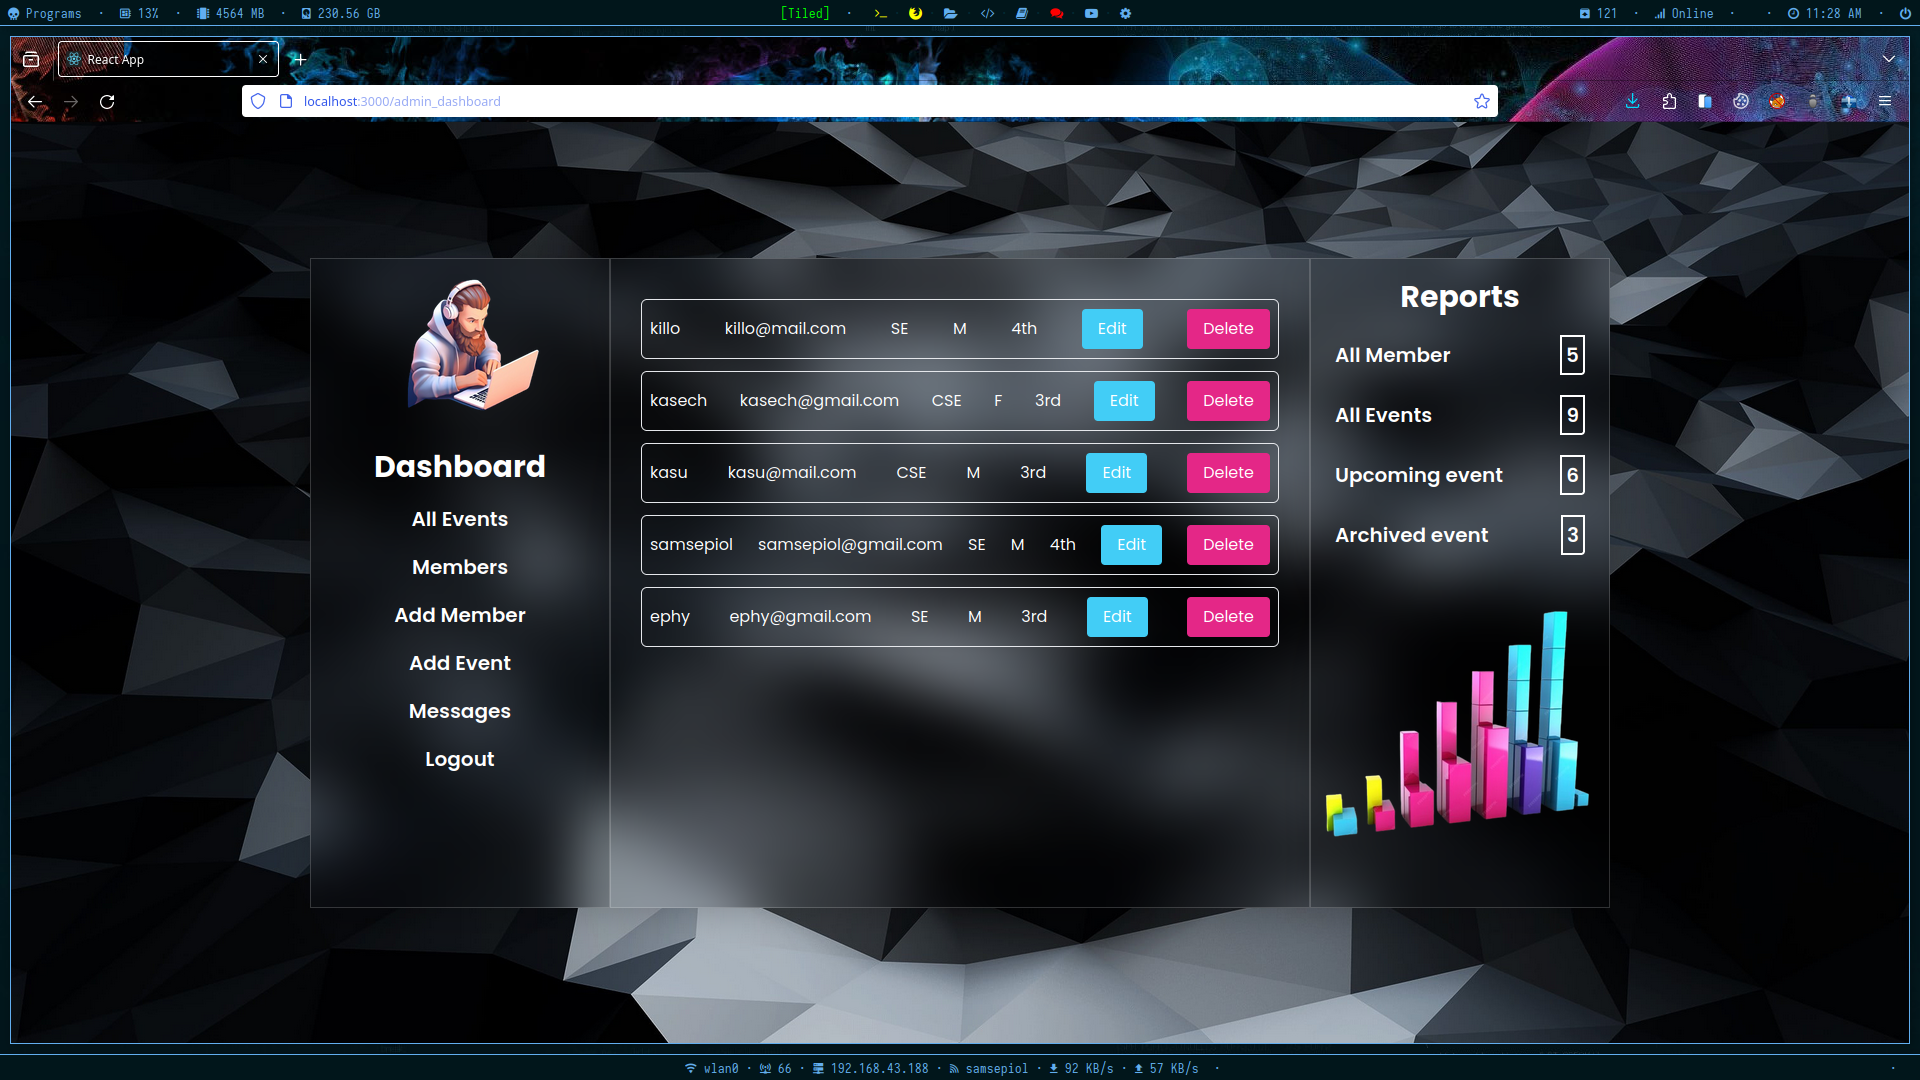 Programs · 13% · 4564 MB · 230.56 GB [Tiled] · 121 · Online · · 11:28 AM ·
React App
localhost:3000/admin_dashboard
Dashboard
All Events
Members
Add Member
Add Event
Messages
Logout
killo killo@mail.com SE M 4th Edit Delete
kasech kasech@gmail.com CSE F 3rd Edit Delete
kasu kasu@mail.com CSE M 3rd Edit Delete
samsepiol samsepiol@gmail.com SE M 4th Edit Delete
ephy ephy@gmail.com SE M 3rd Edit Delete
Reports
All Member 5
All Events 9
Upcoming event 6
Archived event 3
wlan0 · 66 · 192.168.43.188 · samsepiol · 92 KB/s · 57 KB/s ·